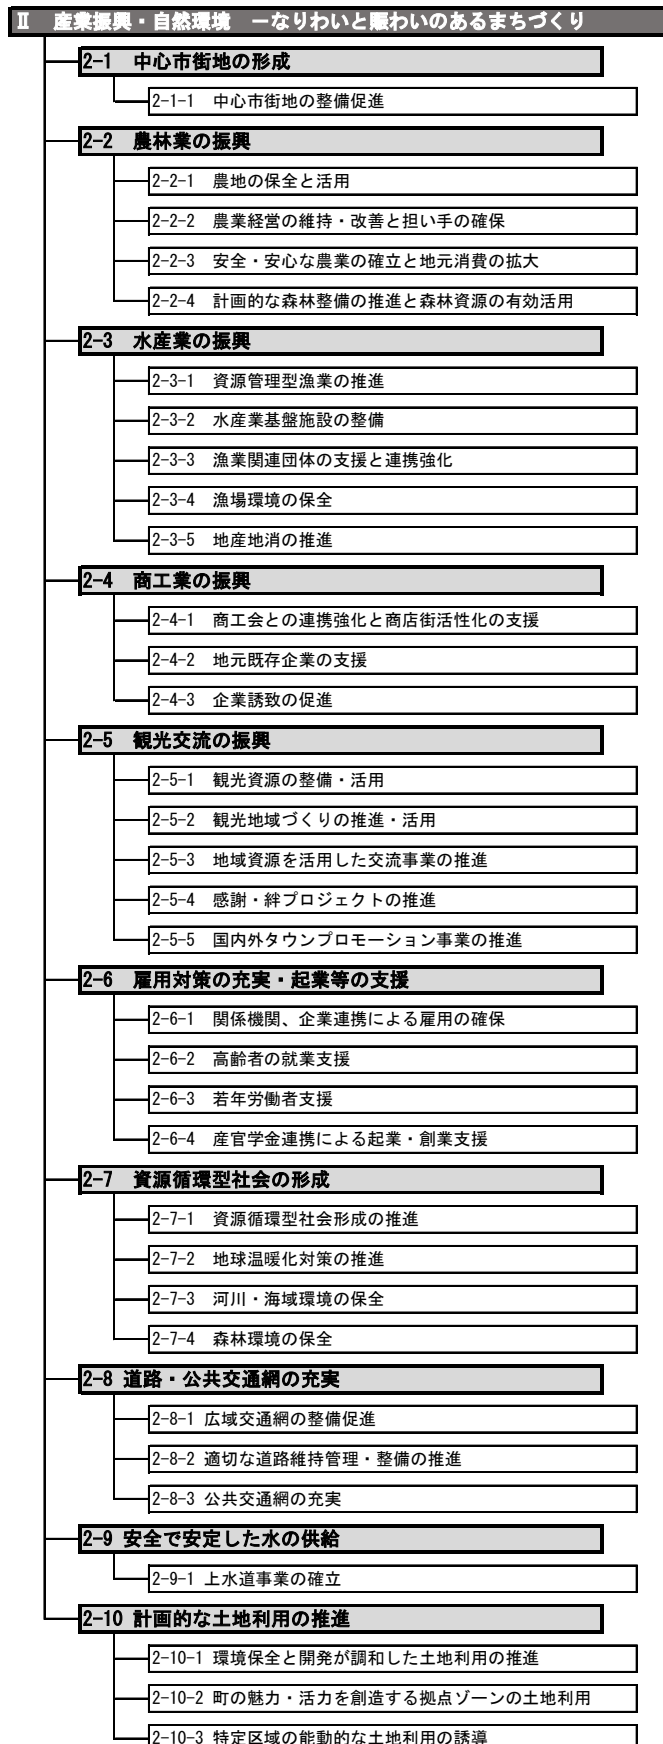 Ⅱ 産業振興・自然環境 －なりわいと賑わいのあるまちづくり
2-1 中心市街地の形成
2-1-1 中心市街地の整備促進
2-2 農林業の振興
2-2-1 農地の保全と活用
2-2-2 農業経営の維持・改善と担い手の確保
2-2-3 安全・安心な農業の確立と地元消費の拡大
2-2-4 計画的な森林整備の推進と森林資源の有効活用
2-3 水産業の振興
2-3-1 資源管理型漁業の推進
2-3-2 水産業基盤施設の整備
2-3-3 漁業関連団体の支援と連携強化
2-3-4 漁場環境の保全
2-3-5 地産地消の推進
2-4 商工業の振興
2-4-1 商工会との連携強化と商店街活性化の支援
2-4-2 地元既存企業の支援
2-4-3 企業誘致の促進
2-5 観光交流の振興
2-5-1 観光資源の整備・活用
2-5-2 観光地域づくりの推進・活用
2-5-3 地域資源を活用した交流事業の推進
2-5-4 感謝・絆プロジェクトの推進
2-5-5 国内外タウンプロモーション事業の推進
2-6 雇用対策の充実・起業等の支援
2-6-1 関係機関、企業連携による雇用の確保
2-6-2 高齢者の就業支援
2-6-3 若年労働者支援
2-6-4 産官学金連携による起業・創業支援
2-7 資源循環型社会の形成
2-7-1 資源循環型社会形成の推進
2-7-2 地球温暖化対策の推進
2-7-3 河川・海域環境の保全
2-7-4 森林環境の保全
2-8 道路・公共交通網の充実
2-8-1 広域交通網の整備促進
2-8-2 適切な道路維持管理・整備の推進
2-8-3 公共交通網の充実
2-9 安全で安定した水の供給
2-9-1 上水道事業の確立
2-10 計画的な土地利用の推進
2-10-1 環境保全と開発が調和した土地利用の推進
2-10-2 町の魅力・活力を創造する拠点ゾーンの土地利用
2-10-3 特定区域の能動的な土地利用の誘導